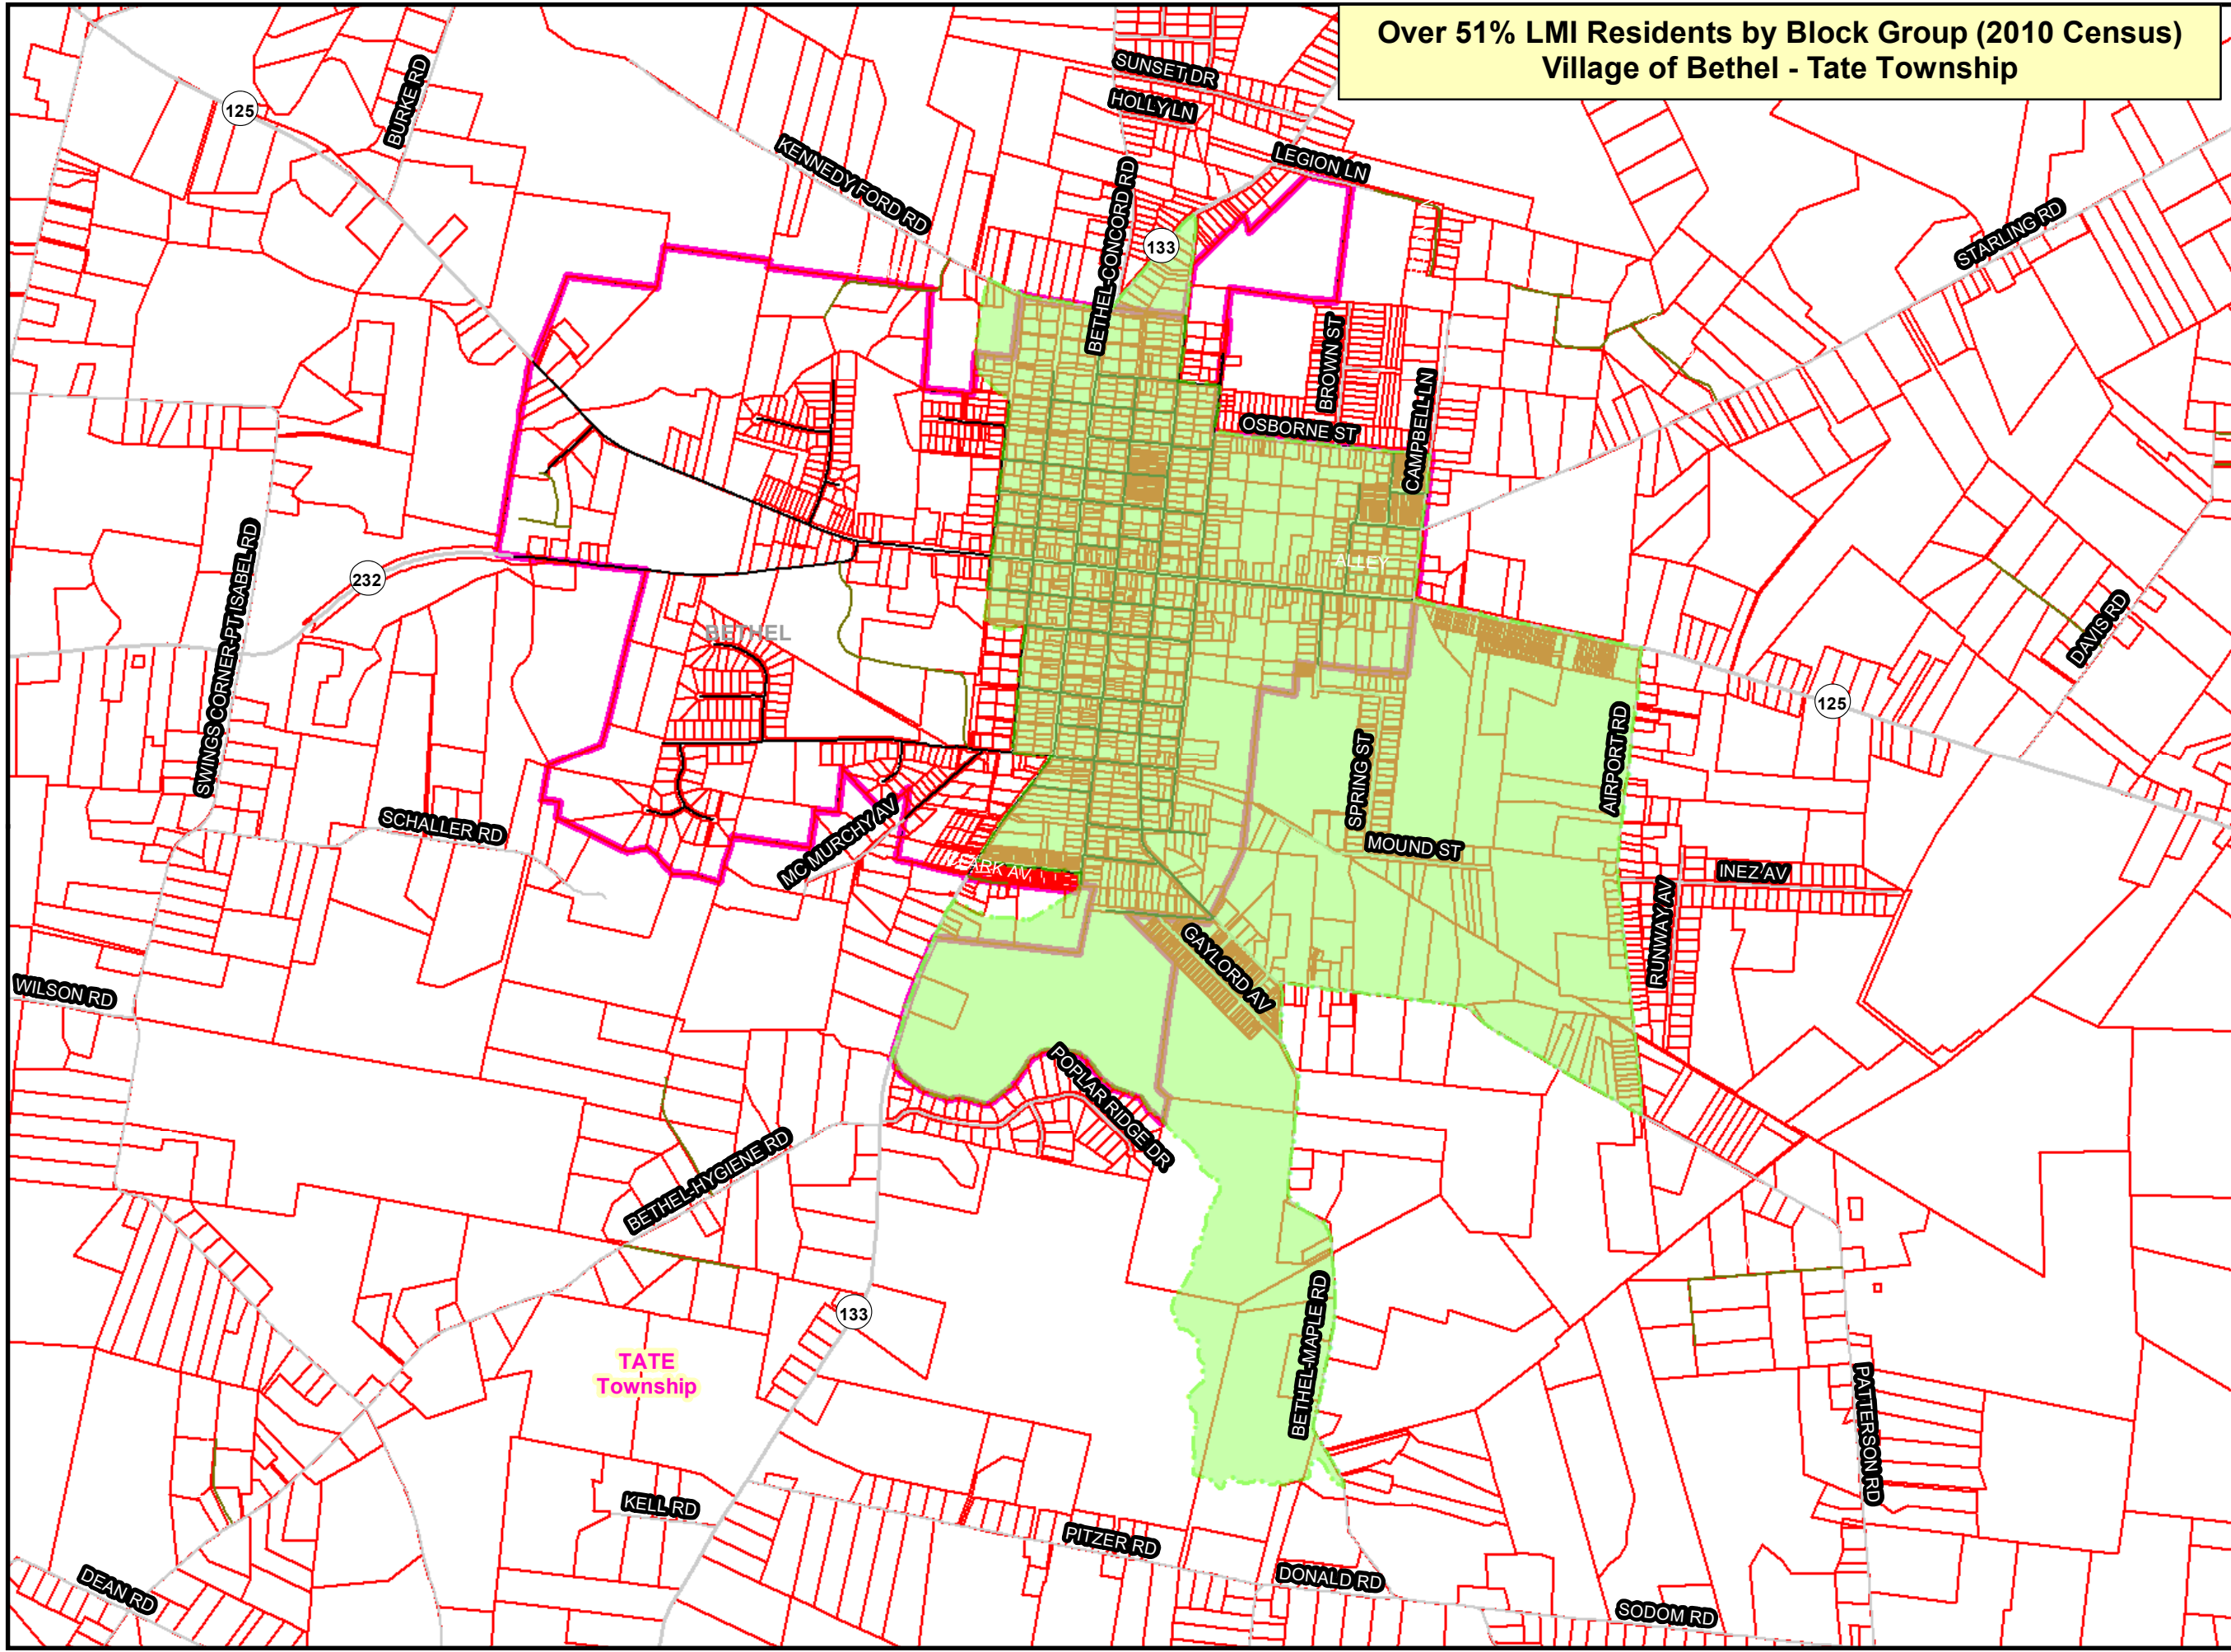 Over 51% LMI Residents by Block Group (2010 Census)
Village of Bethel - Tate Township
SUNSET DR
HOLLY LN
BURKE RD
125
KENNEDY FORD RD
LEGION LN
BETHEL-CONCORD RD
133
STARLING RD
BROWN ST
CAMPBELL LN
OSBORNE ST
ALLEY
SWINGS CORNER-PT ISABEL RD
232
BETHEL
DAVIS RD
125
AIRPORT RD
SPRING ST
MOUND ST
SCHALLER RD
MC MURCHY AV
INEZ AV
RUNWAY AV
GAYLORD AV
WILSON RD
POPLAR RIDGE DR
BETHEL-HYGIENE RD
133
BETHEL-MAPLE RD
TATE
Township
PATERSON RD
KELL RD
PITZER RD
DONALD RD
DEAN RD
SODOM RD